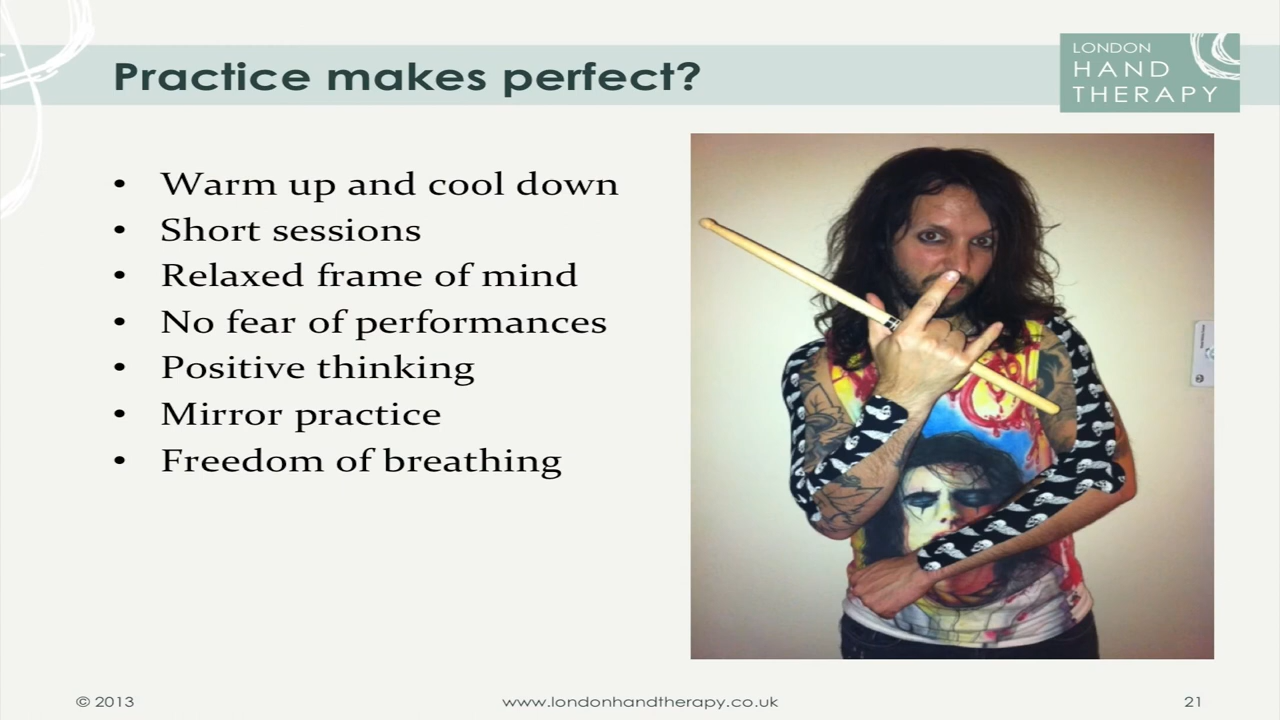 Practice makes perfect?
LONDON
HAND
THERAPY
• Warm up and cool down
• Short sessions
• Relaxed frame of mind
• No fear of performances
• Positive thinking
• Mirror practice
• Freedom of breathing
© 2013
www.londonhandtherapy.co.uk
21